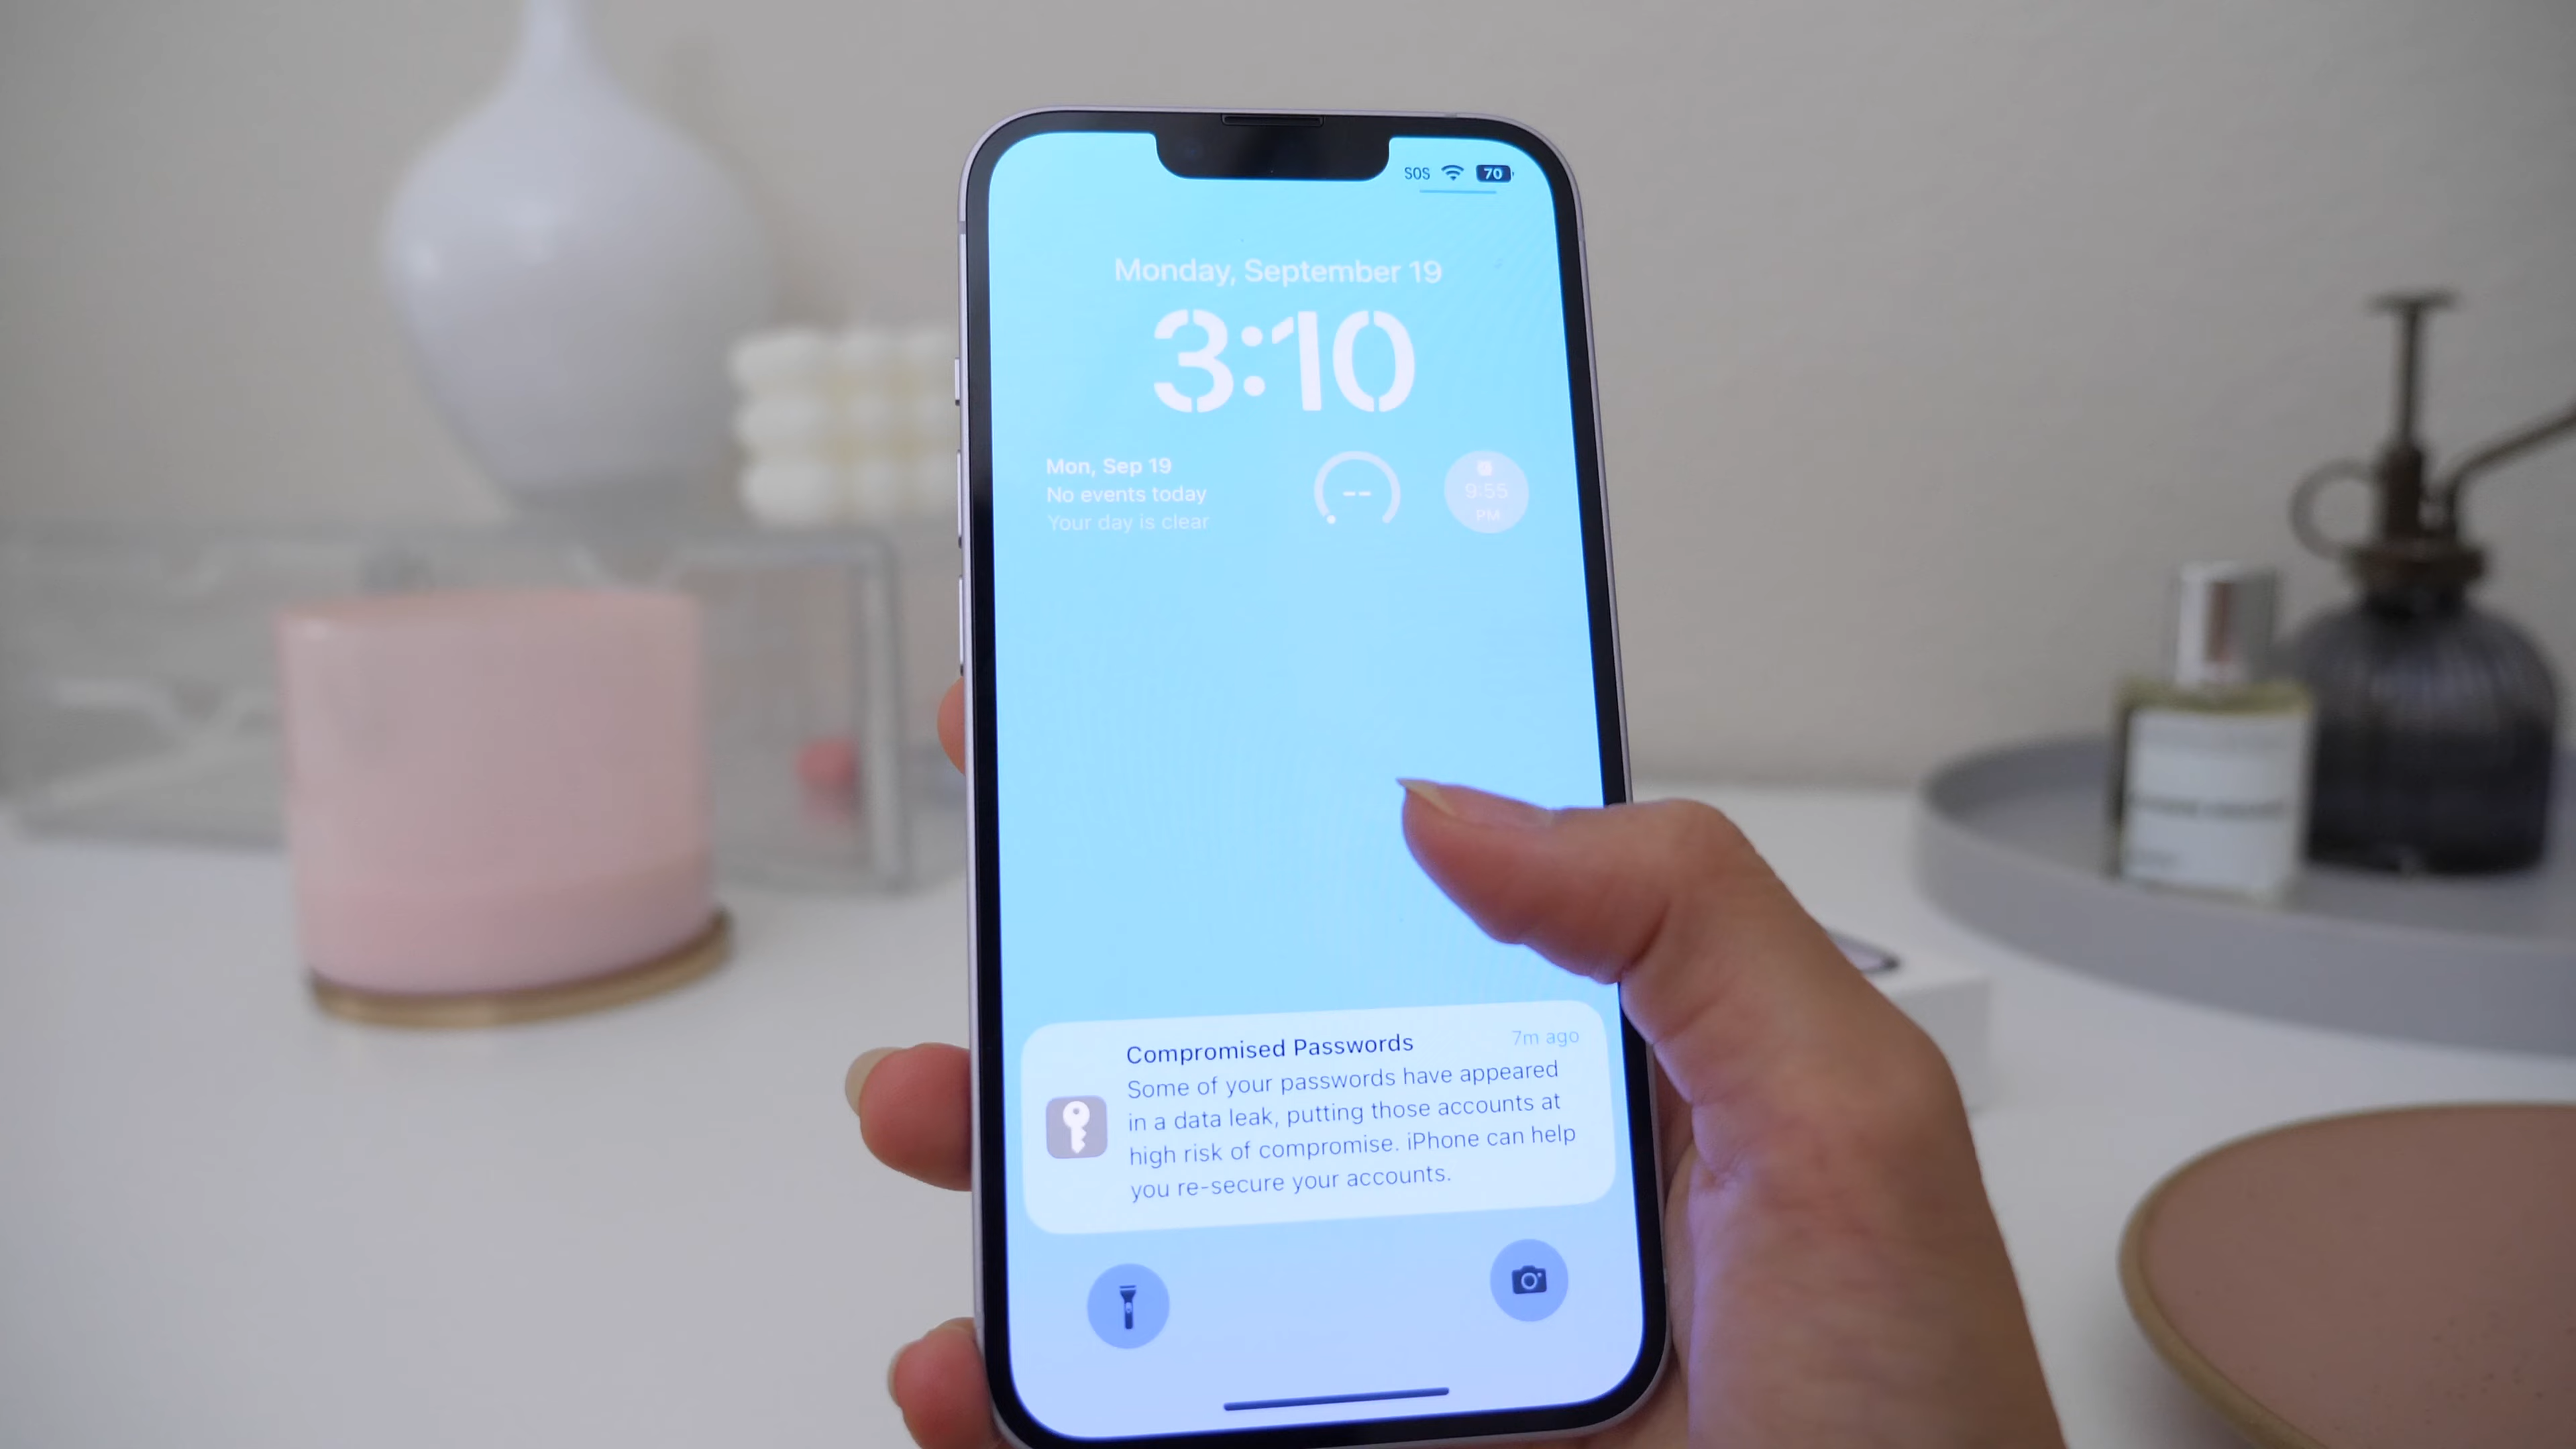 SOS 70
Monday, September 19
3:10
Mon, Sep 19
No events today
Your day is clear
--
9:55
PM
Compromised Passwords 7m ago
Some of your passwords have appeared
in a data leak, putting those accounts at
high risk of compromise. iPhone can help
you re-secure your accounts.